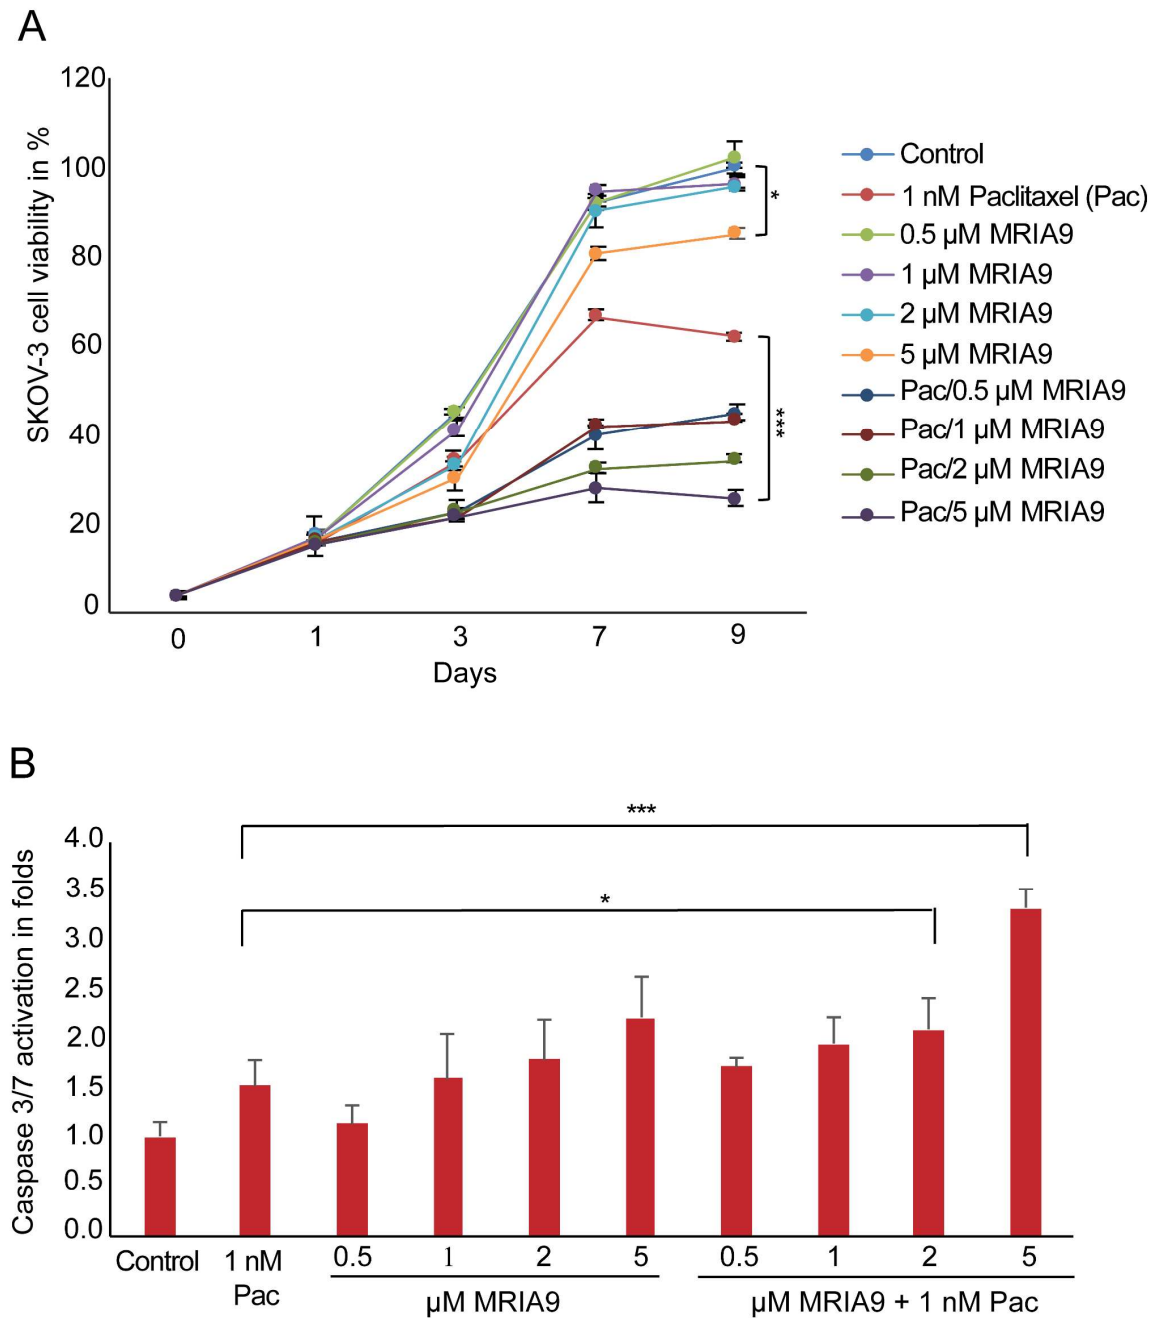 A
SKOV-3 cell viability in %
120
100
80
60
40
20
0
0 1 3 7 9
Days
*
***
Control
1 nM Paclitaxel (Pac)
0.5 µM MRIA9
1 µM MRIA9
2 µM MRIA9
5 µM MRIA9
Pac/0.5 µM MRIA9
Pac/1 µM MRIA9
Pac/2 µM MRIA9
Pac/5 µM MRIA9
B
Caspase 3/7 activation in folds
4.0
3.5
3.0
2.5
2.0
1.5
1.0
0.5
0.0
***
*
Control 1 nM 0.5 1 2 5 0.5 1 2 5
Pac
µM MRIA9 µM MRIA9 + 1 nM Pac